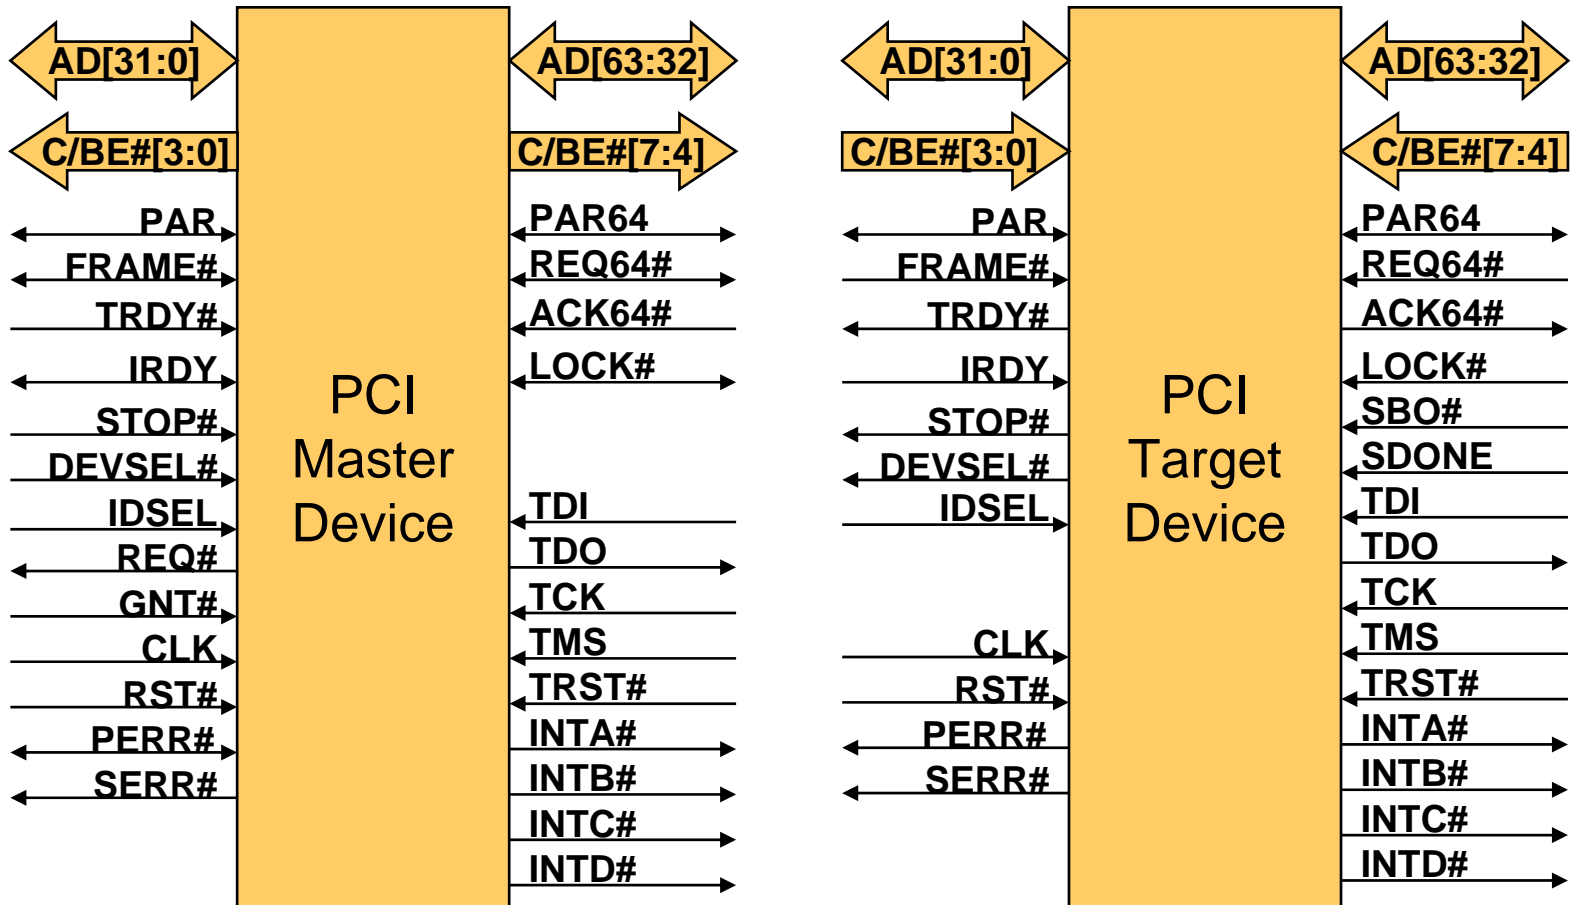 AD[31:0]
C/BE#[3:0]
PAR
FRAME#
TRDY#
IRDY
STOP#
DEVSEL#
IDSEL
REQ#
GNT#
CLK
RST#
PERR#
SERR#
PCI
Master
Device
AD[63:32]
C/BE#[7:4]
PAR64
REQ64#
ACK64#
LOCK#
TDI
TDO
TCK
TMS
TRST#
INTA#
INTB#
INTC#
INTD#
AD[31:0]
C/BE#[3:0]
PAR
FRAME#
TRDY#
IRDY
STOP#
DEVSEL#
IDSEL
CLK
RST#
PERR#
SERR#
PCI
Target
Device
AD[63:32]
C/BE#[7:4]
PAR64
REQ64#
ACK64#
LOCK#
SBO#
SDONE
TDI
TDO
TCK
TMS
TRST#
INTA#
INTB#
INTC#
INTD#